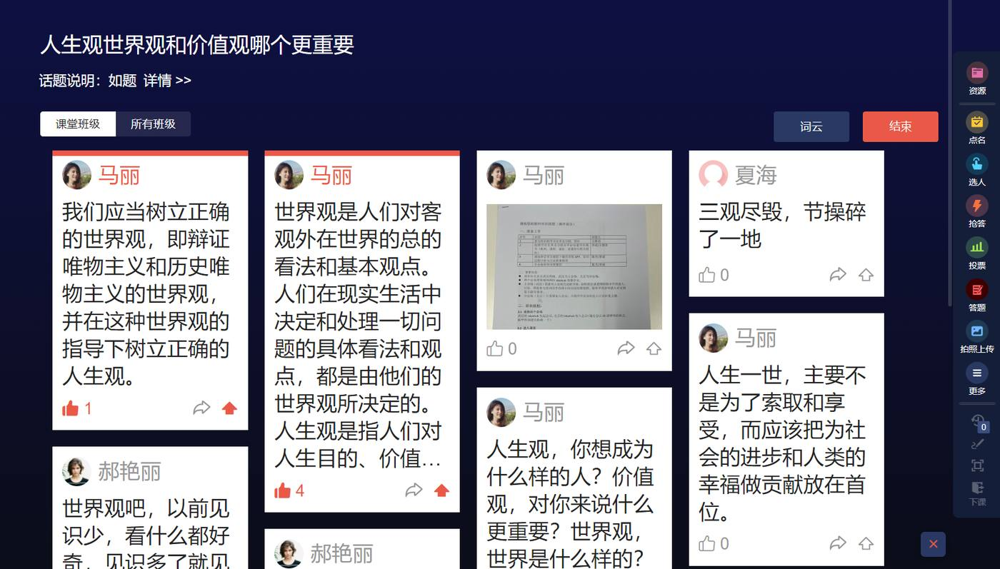 人生观世界观和价值观哪个更重要
话题说明：如题 详情 >>
课堂班级
所有班级
词云
结束
马丽
我们应当树立正确
的世界观，即辩证
唯物主义和历史唯
物主义的世界观，
并在这种世界观的
指导下树立正确的
人生观。
1
郝艳丽
世界观吧，以前见
识少，看什么都好
奇，见识多了就见
马丽
世界观是人们对客
观外在世界的总的
看法和基本观点。
人们在现实生活中
决定和处理一切问
题的具体看法和观
点，都是由他们的
世界观所决定的。
人生观是指人们对
人生目的、价值…
4
郝艳丽
马丽
0
马丽
人生观，你想成为
什么样的人？价值
观，对你来说什么
更重要？世界观，
世界是什么样的？
夏海
三观尽毁，节操碎
了一地
0
马丽
人生一世，主要不
是为了索取和享
受，而应该把为社
会的进步和人类的
幸福做贡献放在首
位。
0
资源
点名
选人
抢答
投票
答题
拍照上传
更多
0
下课